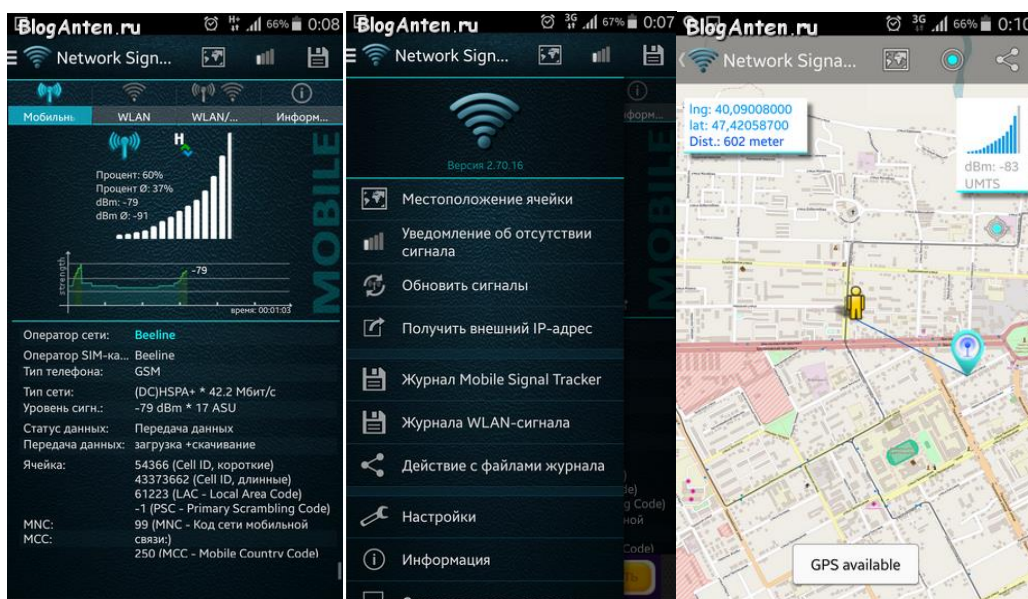 BlogAnten.ru
H+ 66% 0:08
Network Sign...
Мобильнь WLAN WLAN/... Информ...
H
Процент: 60%
Процент Ø: 37%
dBm: -79
dBm Ø: -91
MOBILE
strength
-79
время: 00:01:03
Оператор сети: Beeline
Оператор SIM-ка... Beeline
Тип телефона: GSM
Тип сети: (DC)HSPA+ * 42.2 Мбит/с
Уровень сигн.: -79 dBm * 17 ASU
Статус данных: Передача данных
Передача данных: загрузка +скачивание
Ячейка: 54366 (Cell ID, короткие)
43373662 (Cell ID, длинные)
61223 (LAC - Local Area Code)
-1 (PSC - Primary Scrambling Code)
MNC: 99 (MNC - Код сети мобильной
MCC: связи:)
250 (MCC - Mobile Country Code)
BlogAnten.ru
3G 67% 0:07
Network Sign...
форм...
Версия 2.70.16
Местоположение ячейки
Уведомление об отсутствии
сигнала
Обновить сигналы
Получить внешний IP-адрес
Журнал Mobile Signal Tracker
Журнала WLAN-сигнала
Действие с файлами журнала
g Code)
ной
Настройки
Code)
Информация
ТЬ
BlogAnten.ru
3G 66% 0:10
Network Signa...
lng: 40,09008000
lat: 47,42058700
Dist.: 602 meter
dBm: -83
UMTS
GPS available